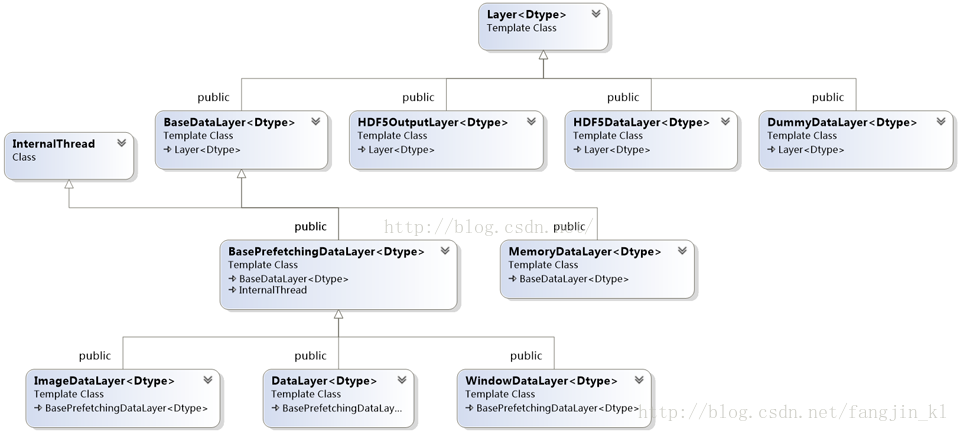 Layer<Dtype>
Template Class
public public public public
BaseDataLayer<Dtype>
Template Class
Layer<Dtype>
HDF5OutputLayer<Dtype>
Template Class
Layer<Dtype>
HDF5DataLayer<Dtype>
Template Class
Layer<Dtype>
DummyDataLayer<Dtype>
Template Class
Layer<Dtype>
InternalThread
Class
public public
http://blog.csdn.net/
BasePrefetchingDataLayer<Dtype>
Template Class
BaseDataLayer<Dtype>
InternalThread
MemoryDataLayer<Dtype>
Template Class
BaseDataLayer<Dtype>
public public public
ImageDataLayer<Dtype>
Template Class
BasePrefetchingDataLayer<Dtype>
DataLayer<Dtype>
Template Class
BasePrefetchingDataLay...
WindowDataLayer<Dtype>
Template Class
BasePrefetchingDataLayer<Dtype>
http://blog.csdn.net/fangjin_kl